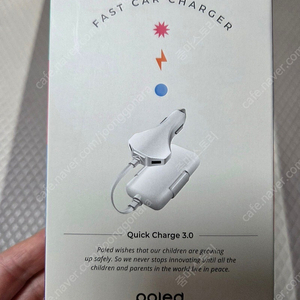 FAST CAR CHARGER
Quick Charge 3.0
Poled wishes that our children are growing
up safely. So we never stops innovating until all the
children and parents in the world live in peace.
poled